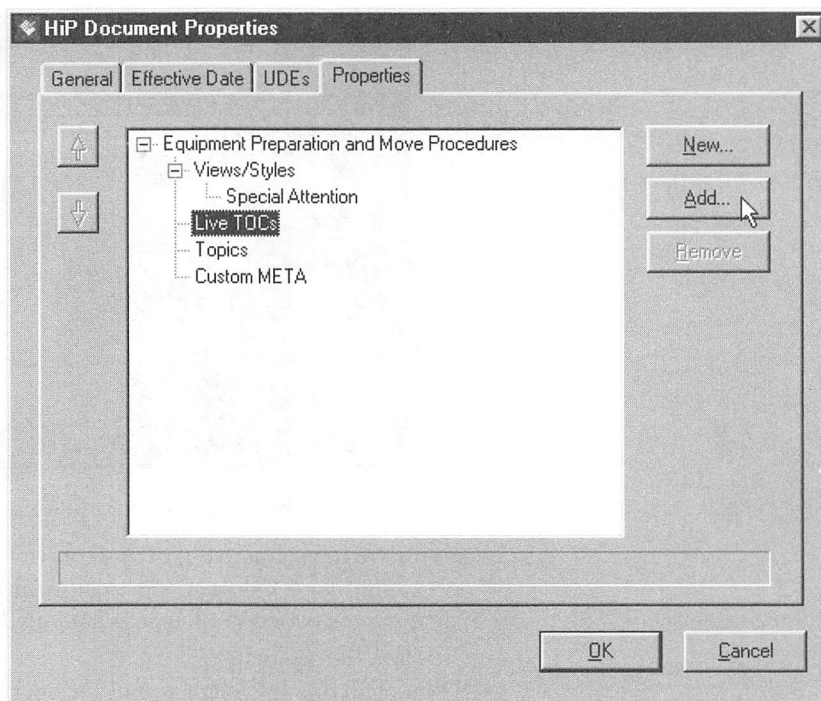 HiP Document Properties
General Effective Date UDEs Properties
Equipment Preparation and Move Procedures
Views/Styles
Special Attention
Live TOCs
Topics
Custom META
New...
Add...
Remove
OK Cancel